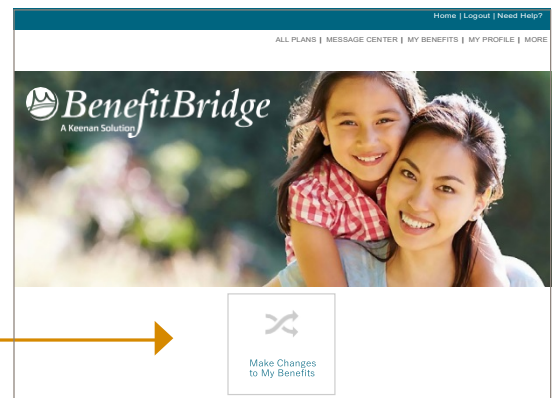 Home | Logout | Need Help?
ALL PLANS | MESSAGE CENTER | MY BENEFITS | MY PROFILE | MORE
BenefitBridge
A Keenan Solution
Make Changes
to My Benefits